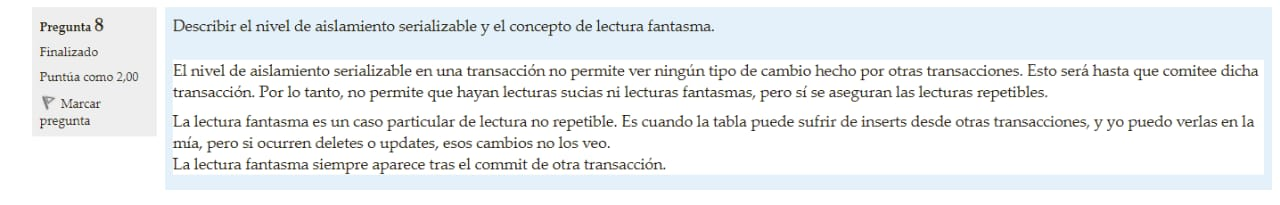 Pregunta 8
Finalizado
Puntúa como 2,00
Marcar
pregunta
Describir el nivel de aislamiento serializable y el concepto de lectura fantasma.
El nivel de aislamiento serializable en una transacción no permite ver ningún tipo de cambio hecho por otras transacciones. Esto será hasta que comitee dicha
transacción. Por lo tanto, no permite que hayan lecturas sucias ni lecturas fantasmas, pero sí se aseguran las lecturas repetibles.
La lectura fantasma es un caso particular de lectura no repetible. Es cuando la tabla puede sufrir de inserts desde otras transacciones, y yo puedo verlas en la
mía, pero si ocurren deletes o updates, esos cambios no los veo.
La lectura fantasma siempre aparece tras el commit de otra transacción.